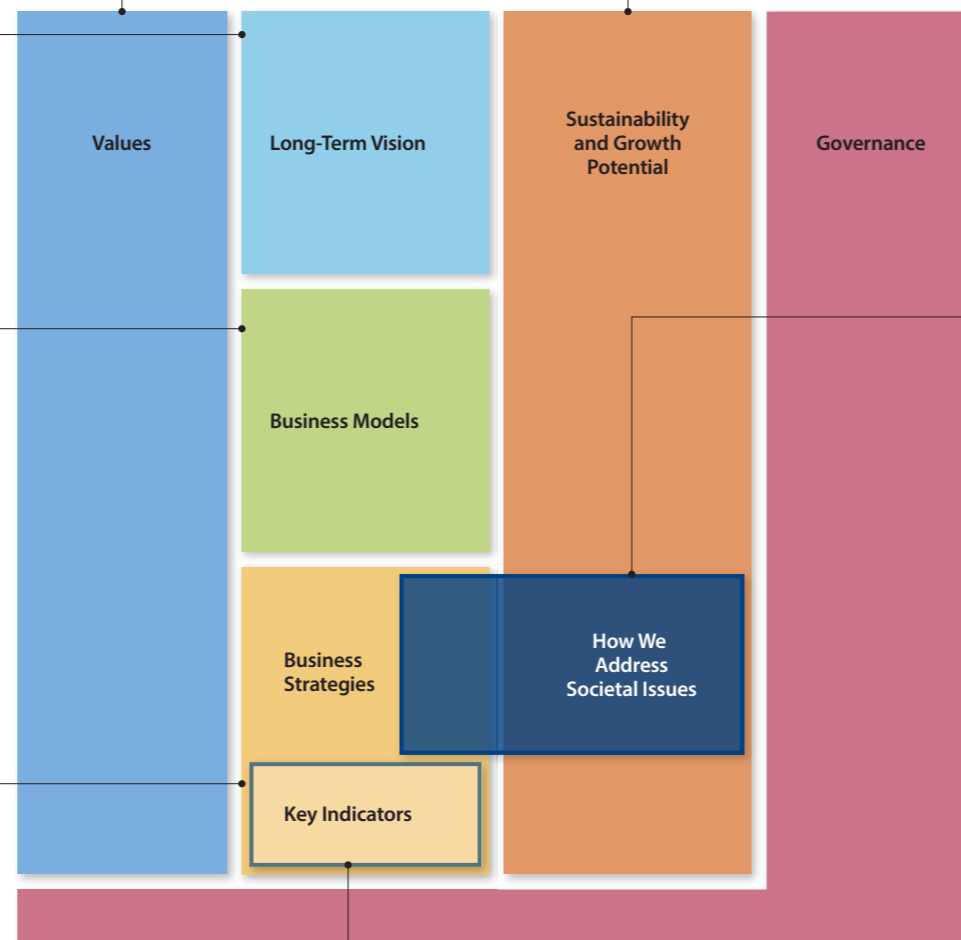 Values
Long-Term Vision
Sustainability
and Growth
Potential
Governance
Business Models
Business
Strategies
How We
Address
Societal Issues
Key Indicators